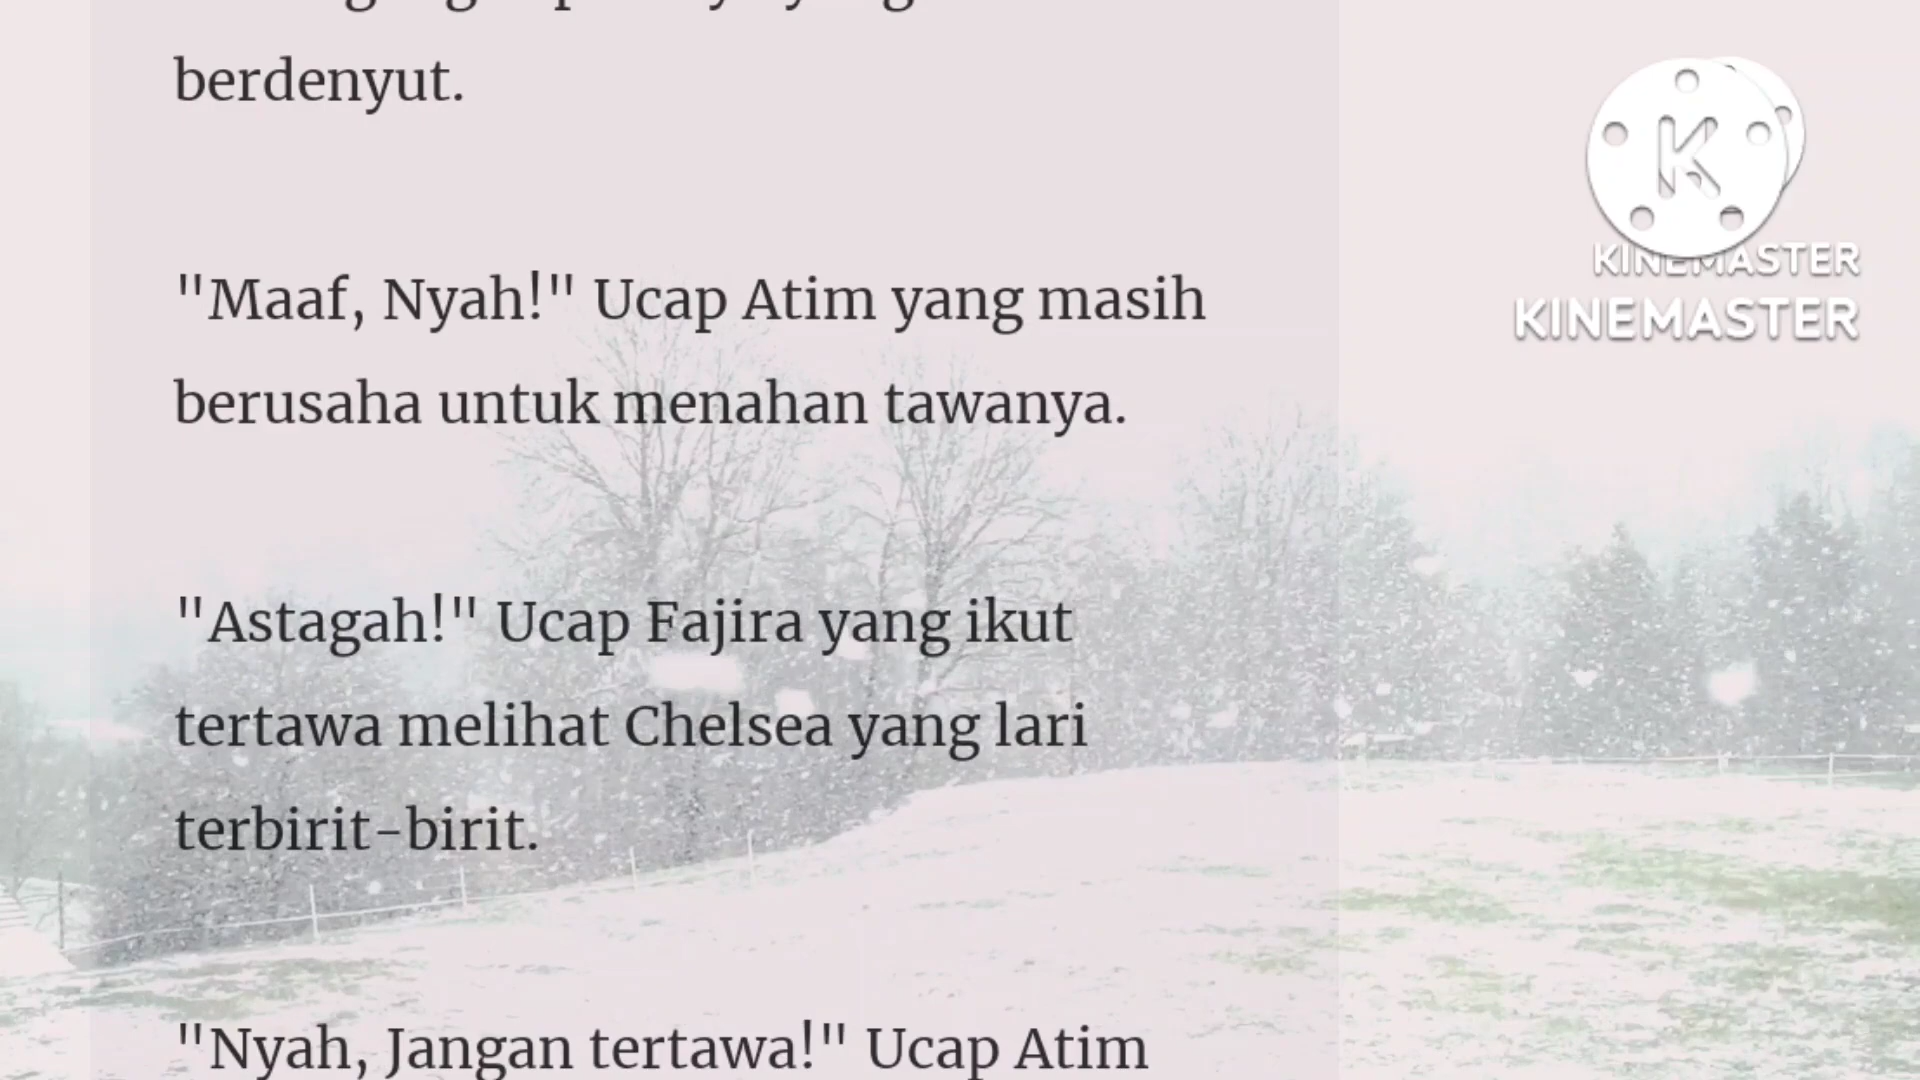 berdenyut.
"Maaf, Nyah!" Ucap Atim yang masih
berusaha untuk menahan tawanya.
"Astagah!" Ucap Fajira yang ikut
tertawa melihat Chelsea yang lari
terbirit-birit.
"Nyah, Jangan tertawa!" Ucap Atim
KINEMASTER
KINEMASTER